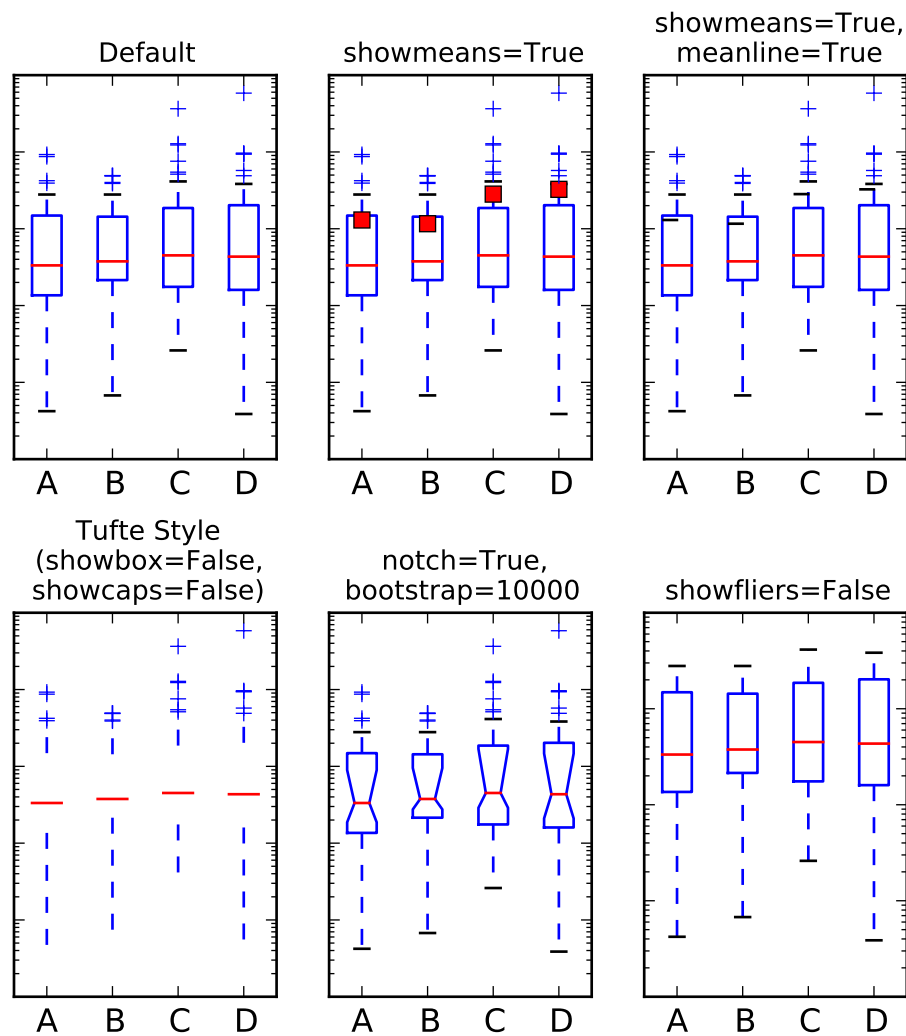 Default
showmeans=True
showmeans=True,
meanline=True
A B C D
A B C D
A B C D
Tufte Style
(showbox=False,
showcaps=False)
notch=True,
bootstrap=10000
showfliers=False
A B C D
A B C D
A B C D